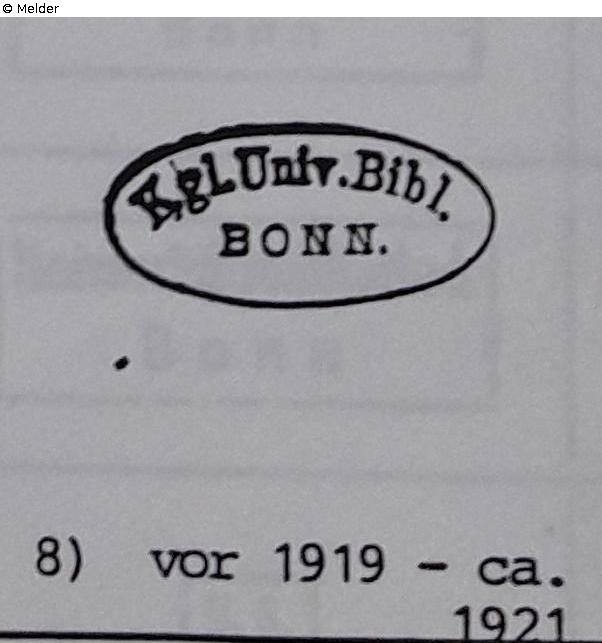 © Melder
Kgl. Univ. Bibl.
BONN.
8) vor 1919 - ca.
1921